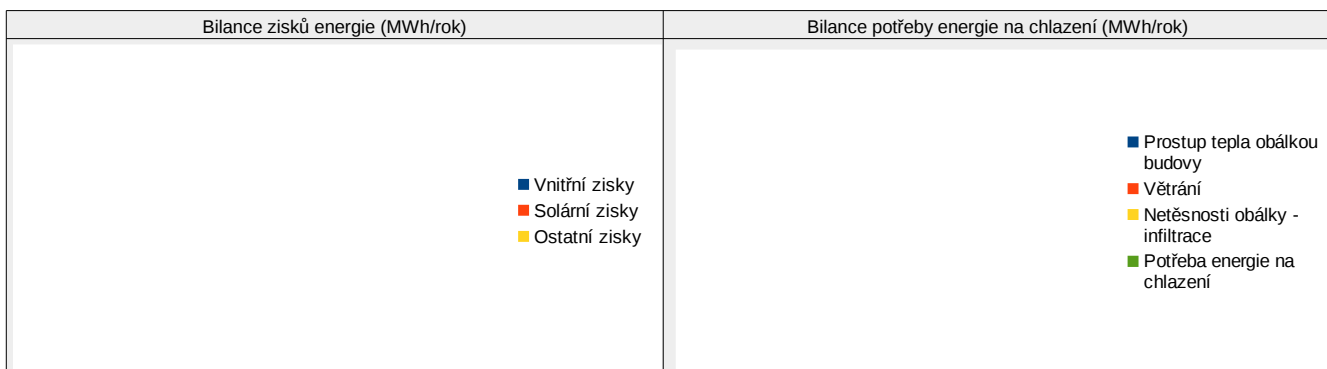 Bilance zisků energie (MWh/rok)
Bilance potřeby energie na chlazení (MWh/rok)
Vnitřní zisky
Solární zisky
Ostatní zisky
Prostup tepla obálkou
budovy
Větrání
Netěsnosti obálky -
infiltrace
Potřeba energie na
chlazení